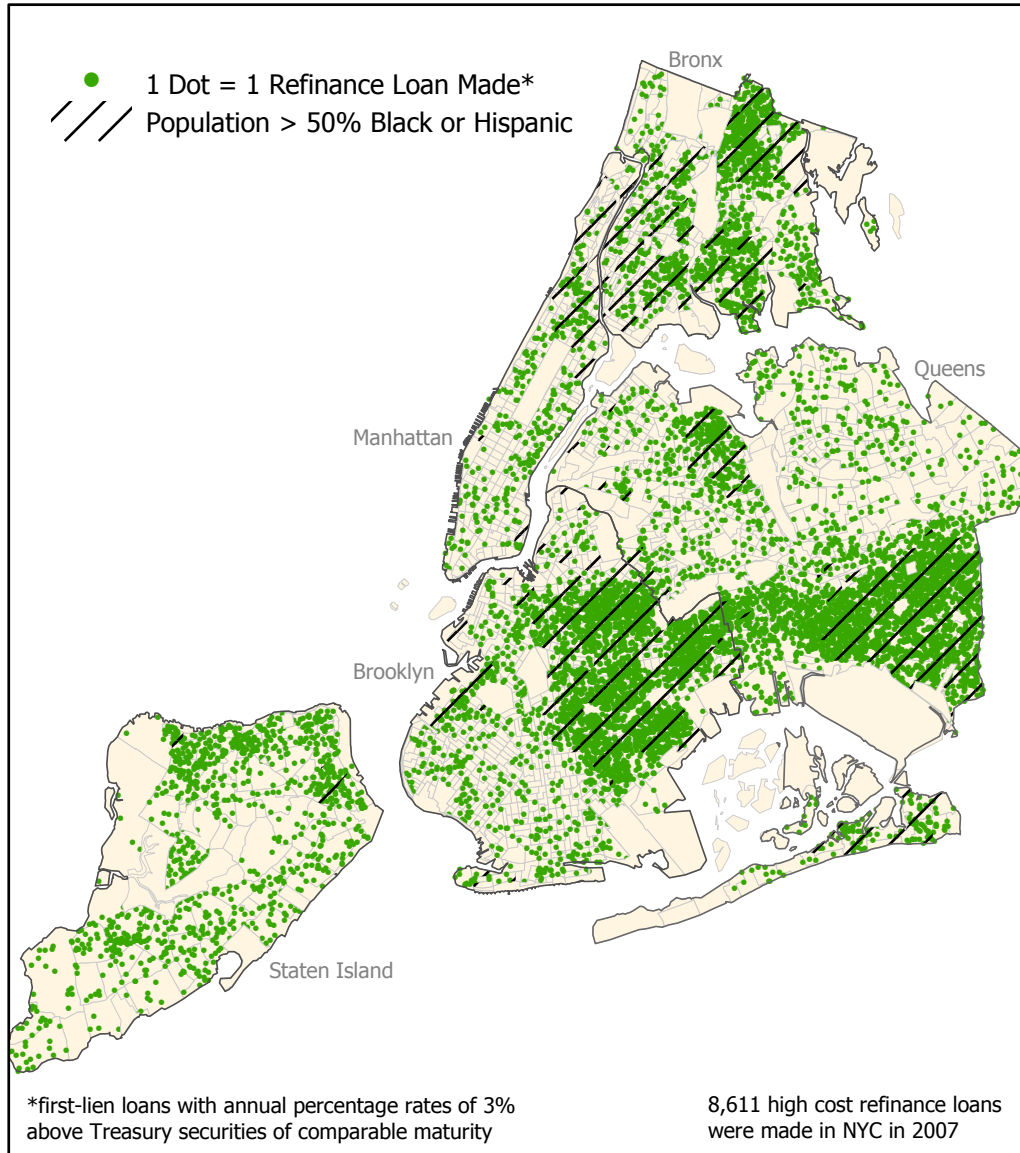 1 Dot = 1 Refinance Loan Made*
Population > 50% Black or Hispanic
Bronx
Queens
Manhattan
Brooklyn
Staten Island
*first-lien loans with annual percentage rates of 3%
above Treasury securities of comparable maturity
8,611 high cost refinance loans
were made in NYC in 2007